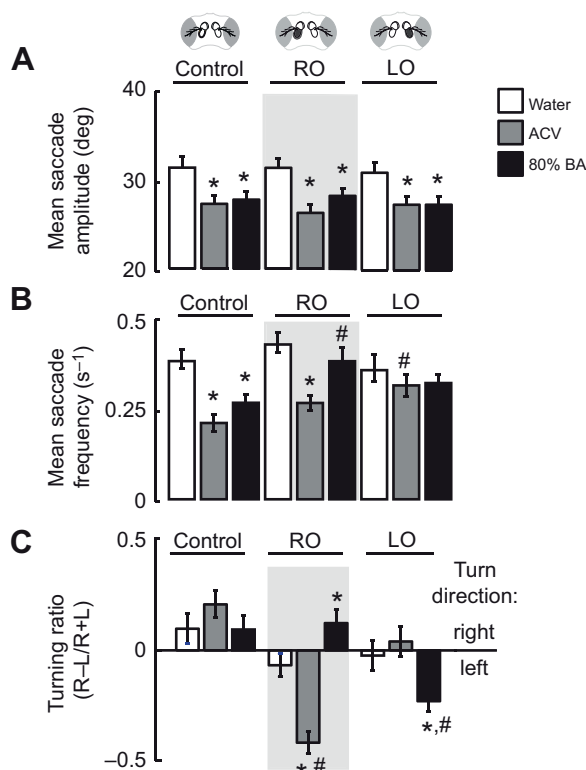 A
Control RO LO
40
30
20
Mean saccade
amplitude (deg)
* * * * * *
Water
ACV
80% BA
B
Control RO LO
0.5
0.25
0
Mean saccade
frequency (s–1)
* * * # #
C
Control RO LO
0.5
0
–0.5
Turning ratio
(R–L/R+L)
Turn
direction:
right
left
*
*,#
*,#